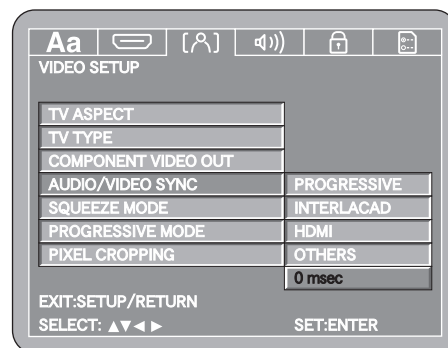 Aa
VIDEO SETUP
TV ASPECT
TV TYPE
COMPONENT VIDEO OUT
AUDIO/VIDEO SYNC PROGRESSIVE
SQUEEZE MODE INTERLACAD
PROGRESSIVE MODE HDMI
PIXEL CROPPING OTHERS
0 msec
EXIT:SETUP/RETURN
SELECT: ▲▼◄ ► SET:ENTER